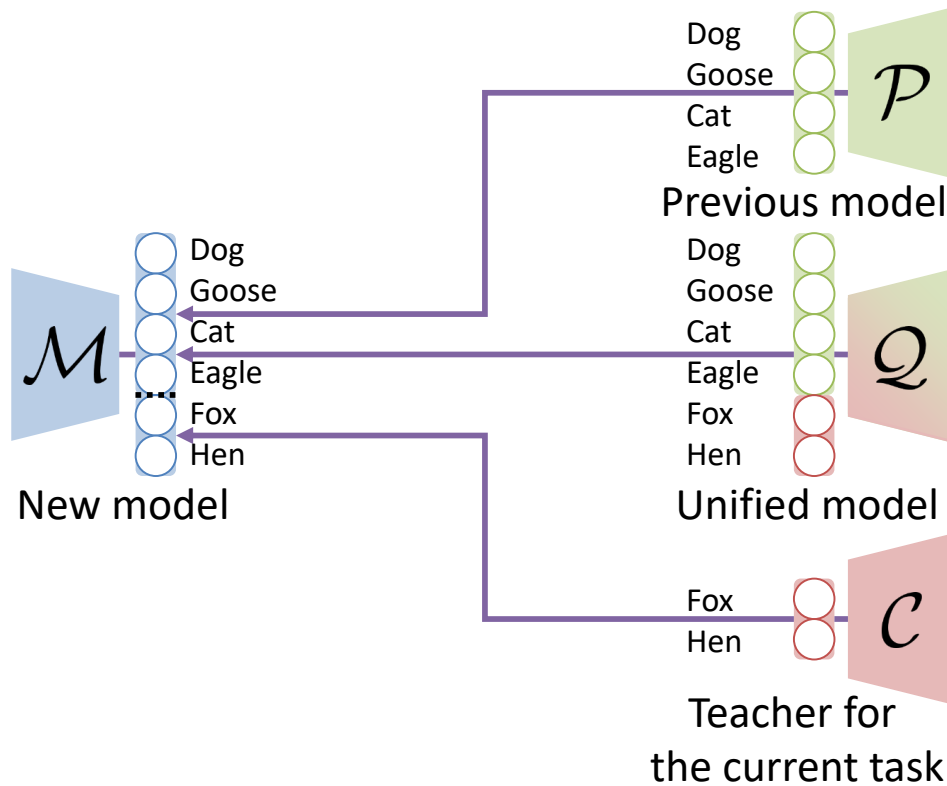 Dog
Goose
Cat
Eagle
P
Previous model
Dog
Goose
Cat
Eagle
Fox
Hen
M
New model
Dog
Goose
Cat
Eagle
Fox
Hen
Q
Unified model
Fox
Hen
C
Teacher for
the current task